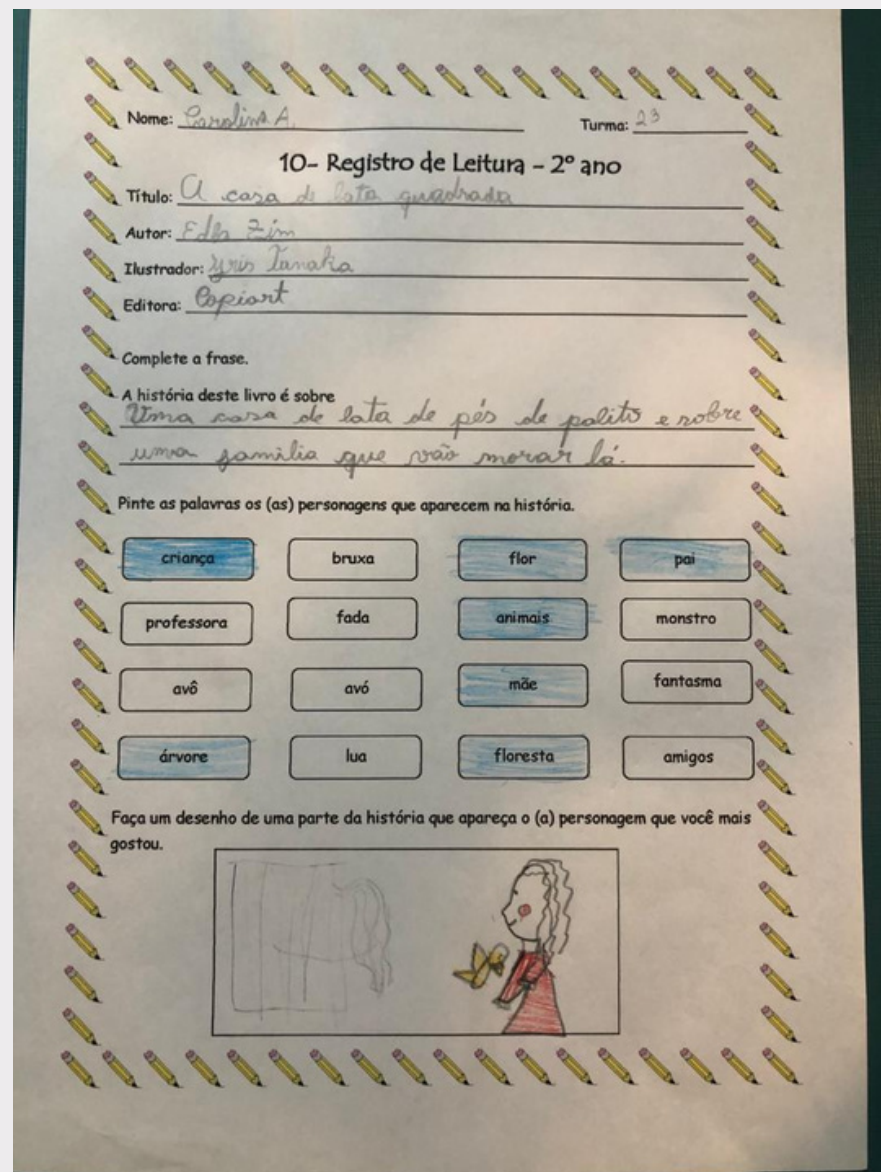 Nome: Carolina A. Turma: 23
10- Registro de Leitura - 2º ano
Título: A casa de lata quadrada
Autor: Edla Zim
Ilustrador: Yris Tanaka
Editora: Copiart
Complete a frase.
A história deste livro é sobre
Uma casa de lata de pés de palito e sobre
uma familia que vão morar lá.
Pinte as palavras os (as) personagens que aparecem na história.
criança bruxa flor pai
professora fada animais monstro
avô avó mãe fantasma
árvore lua floresta amigos
Faça um desenho de uma parte da história que apareça o (a) personagem que você mais
gostou.